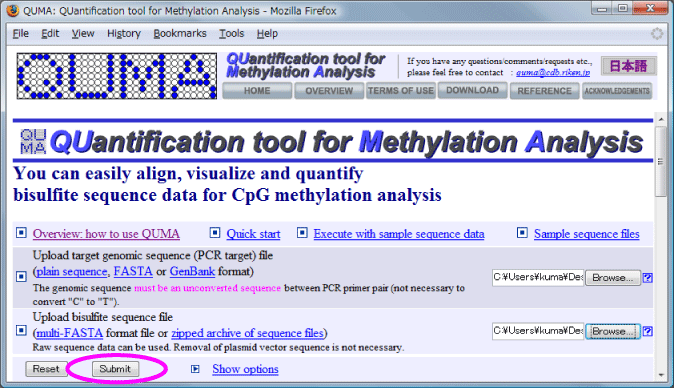 QUMA: QUantification tool for Methylation Analysis - Mozilla Firefox
File Edit View History Bookmarks Tools Help
QUMA
QUantification tool for
Methylation Analysis
If you have any questions/comments/requests etc.,
please feel free to contact : quma@cdb.riken.jp
日本語
HOME OVERVIEW TERMS OF USE DOWNLOAD REFERENCE ACKNOWLEDGEMENTS
QUMA QUantification tool for Methylation Analysis
You can easily align, visualize and quantify
bisulfite sequence data for CpG methylation analysis
Overview: how to use QUMA Quick start Execute with sample sequence data Sample sequence files
Upload target genomic sequence (PCR target) file
(plain sequence, FASTA or GenBank format)
C:¥Users¥kuma¥Des Browse... ?
The genomic sequence must be an unconverted sequence between PCR primer pair (not necessary to
convert "C" to "T").
Upload bisulfite sequence file
(multi-FASTA format file or zipped archive of sequence files)
C:¥Users¥kuma¥Des Browse... ?
Raw sequence data can be used. Removal of plasmid vector sequence is not necessary.
Reset Submit Show options